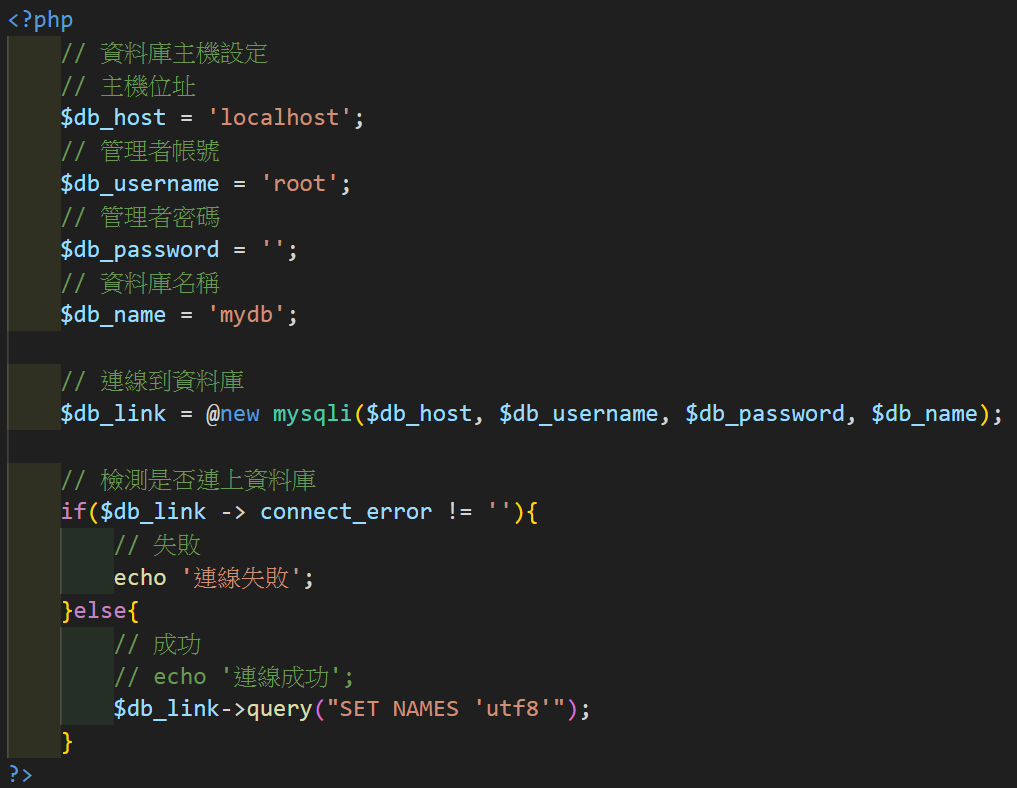 <?php
// 資料庫主機設定
// 主機位址
$db_host = 'localhost';
// 管理者帳號
$db_username = 'root';
// 管理者密碼
$db_password = '';
// 資料庫名稱
$db_name = 'mydb';
// 連線到資料庫
$db_link = @new mysqli($db_host, $db_username, $db_password, $db_name);
// 檢測是否連上資料庫
if($db_link -> connect_error != ''){
// 失敗
echo '連線失敗';
}else{
// 成功
// echo '連線成功';
$db_link->query("SET NAMES 'utf8'");
}
?>